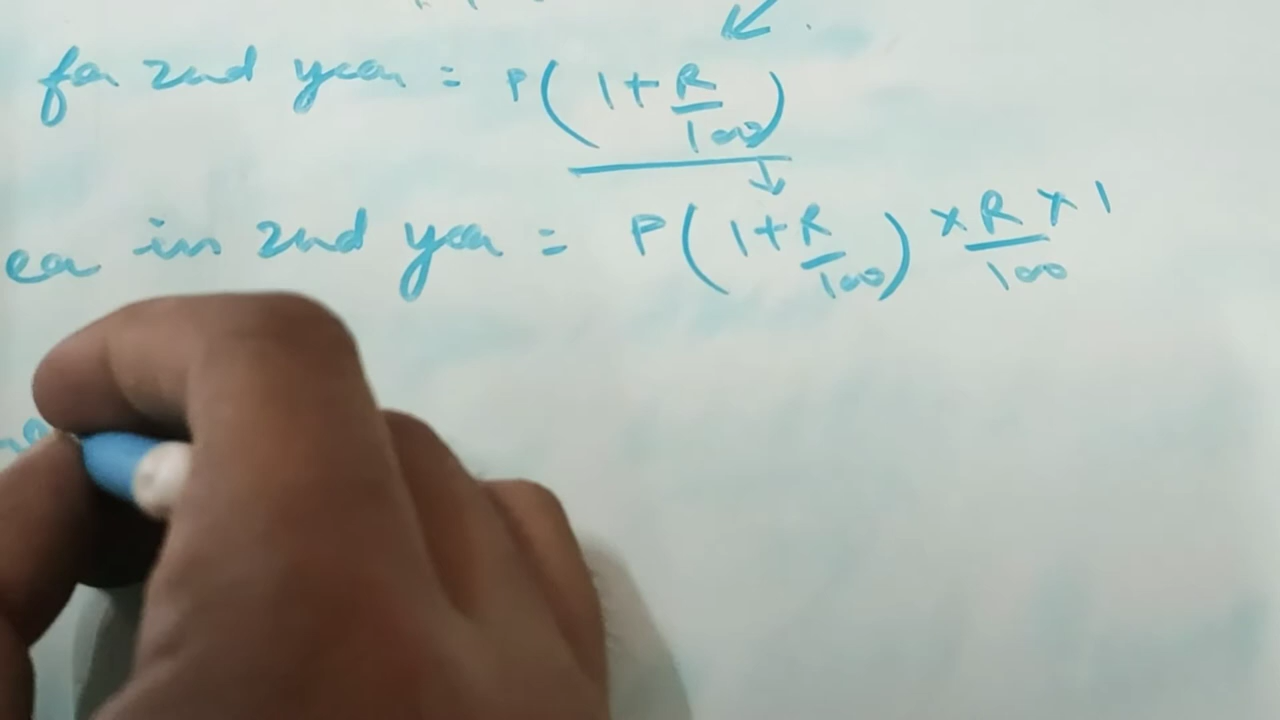 for 2nd year = P(1+R/100)
in 2nd year = P(1+R/100) × R × 1/100